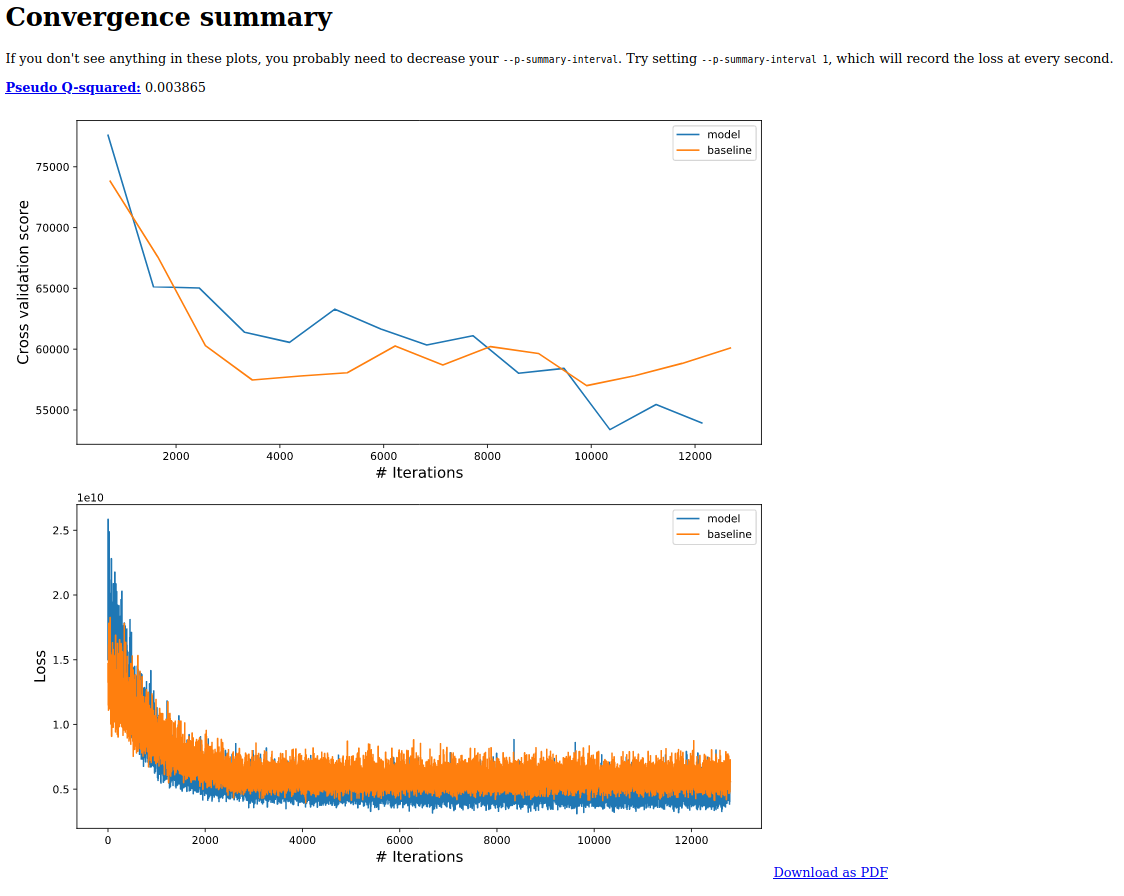 Convergence summary
If you don't see anything in these plots, you probably need to decrease your --p-summary-interval. Try setting --p-summary-interval 1, which will record the loss at every second.
Pseudo Q-squared: 0.003865
model
baseline
75000
70000
65000
60000
55000
Cross validation score
2000 4000 6000 8000 10000 12000
# Iterations
1e10
model
baseline
2.5
2.0
1.5
1.0
0.5
Loss
0 2000 4000 6000 8000 10000 12000
# Iterations
Download as PDF